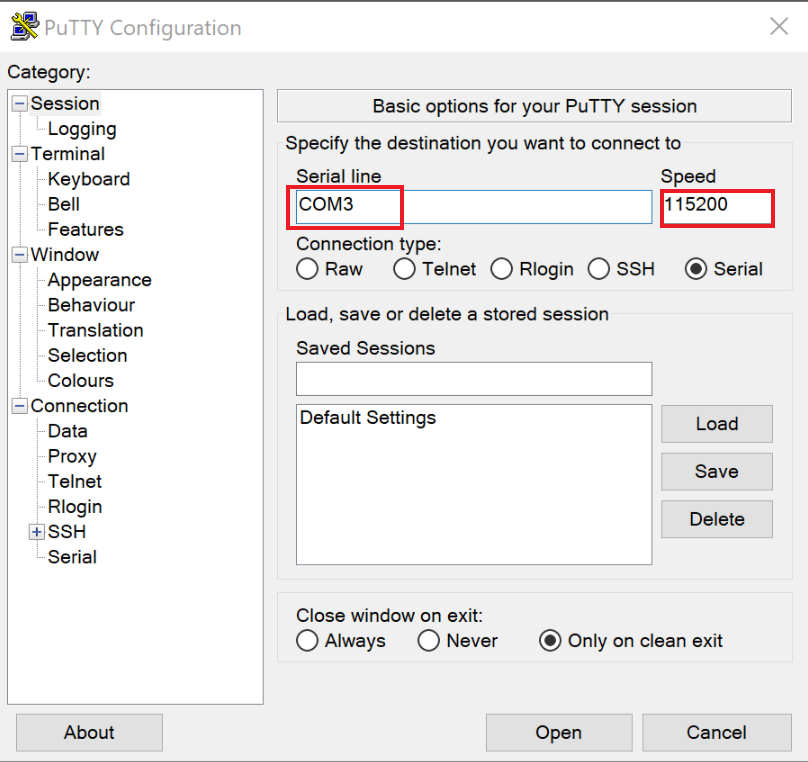 PuTTY Configuration
Category:
Session
Logging
Terminal
Keyboard
Bell
Features
Window
Appearance
Behaviour
Translation
Selection
Colours
Connection
Data
Proxy
Telnet
Rlogin
SSH
Serial
Basic options for your PuTTY session
Specify the destination you want to connect to
Serial line Speed
COM3 115200
Connection type:
Raw Telnet Rlogin SSH Serial
Load, save or delete a stored session
Saved Sessions
Default Settings
Load
Save
Delete
Close window on exit:
Always Never Only on clean exit
About Open Cancel